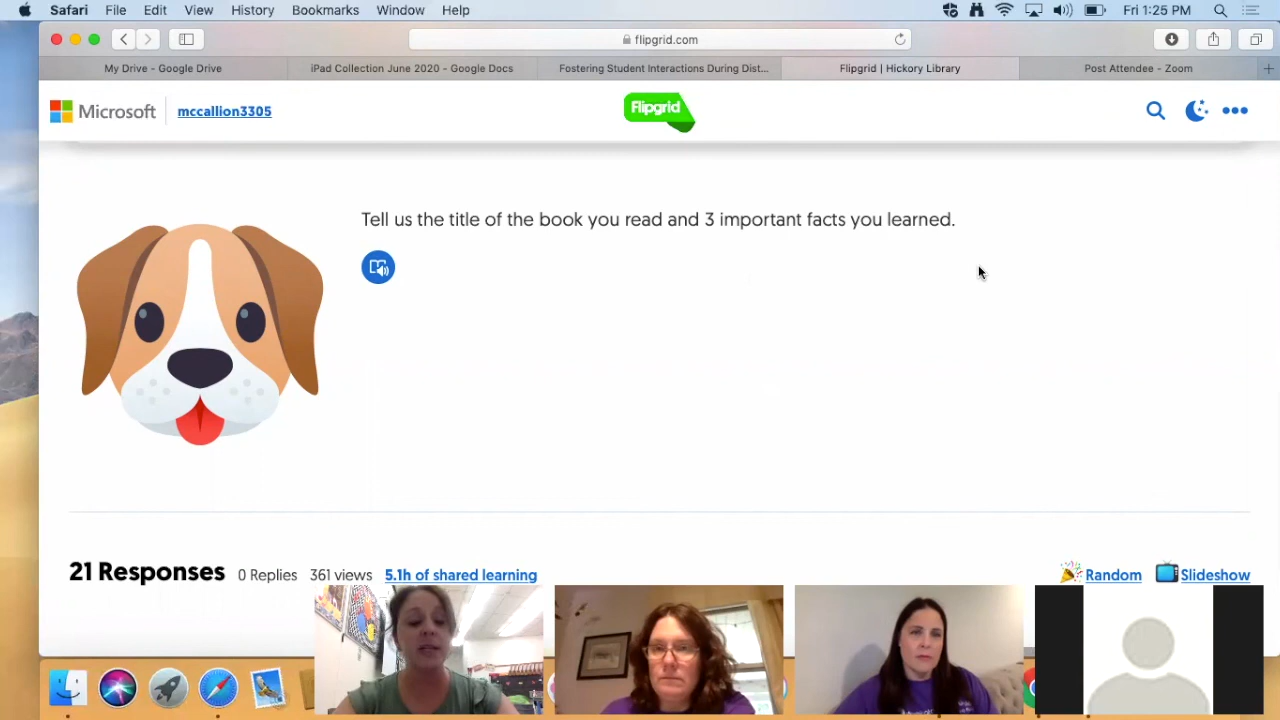 Safari File Edit View History Bookmarks Window Help Fri 1:25 PM
flipgrid.com
My Drive - Google Drive iPad Collection June 2020 - Google Docs Fostering Student Interactions During Dist... Flipgrid | Hickory Library Post Attendee - Zoom
Microsoft mccallion3305 Flipgrid
Tell us the title of the book you read and 3 important facts you learned.
21 Responses 0 Replies 361 views 5.1h of shared learning Random Slideshow